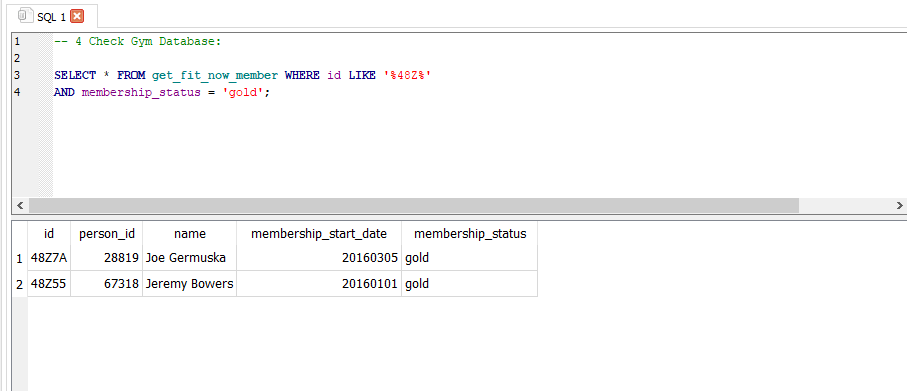 SQL 1
1 -- 4 Check Gym Database:
2
3 SELECT * FROM get_fit_now_member WHERE id LIKE '%48Z%'
4 AND membership_status = 'gold';
id person_id name membership_start_date membership_status
1 48Z7A 28819 Joe Germuska 20160305 gold
2 48Z55 67318 Jeremy Bowers 20160101 gold